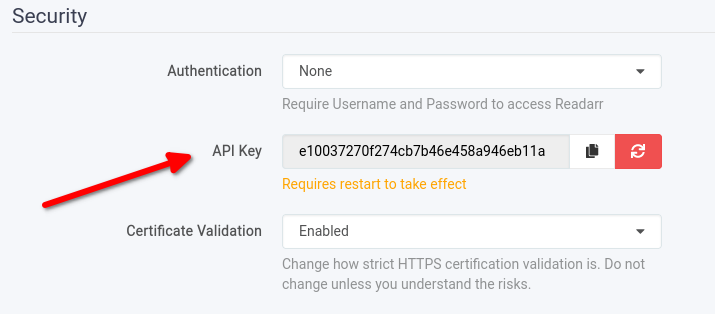 Security
Authentication
None
Require Username and Password to access Readarr
API Key
e10037270f274cb7b46e458a946eb11a
Requires restart to take effect
Certificate Validation
Enabled
Change how strict HTTPS certification validation is. Do not
change unless you understand the risks.